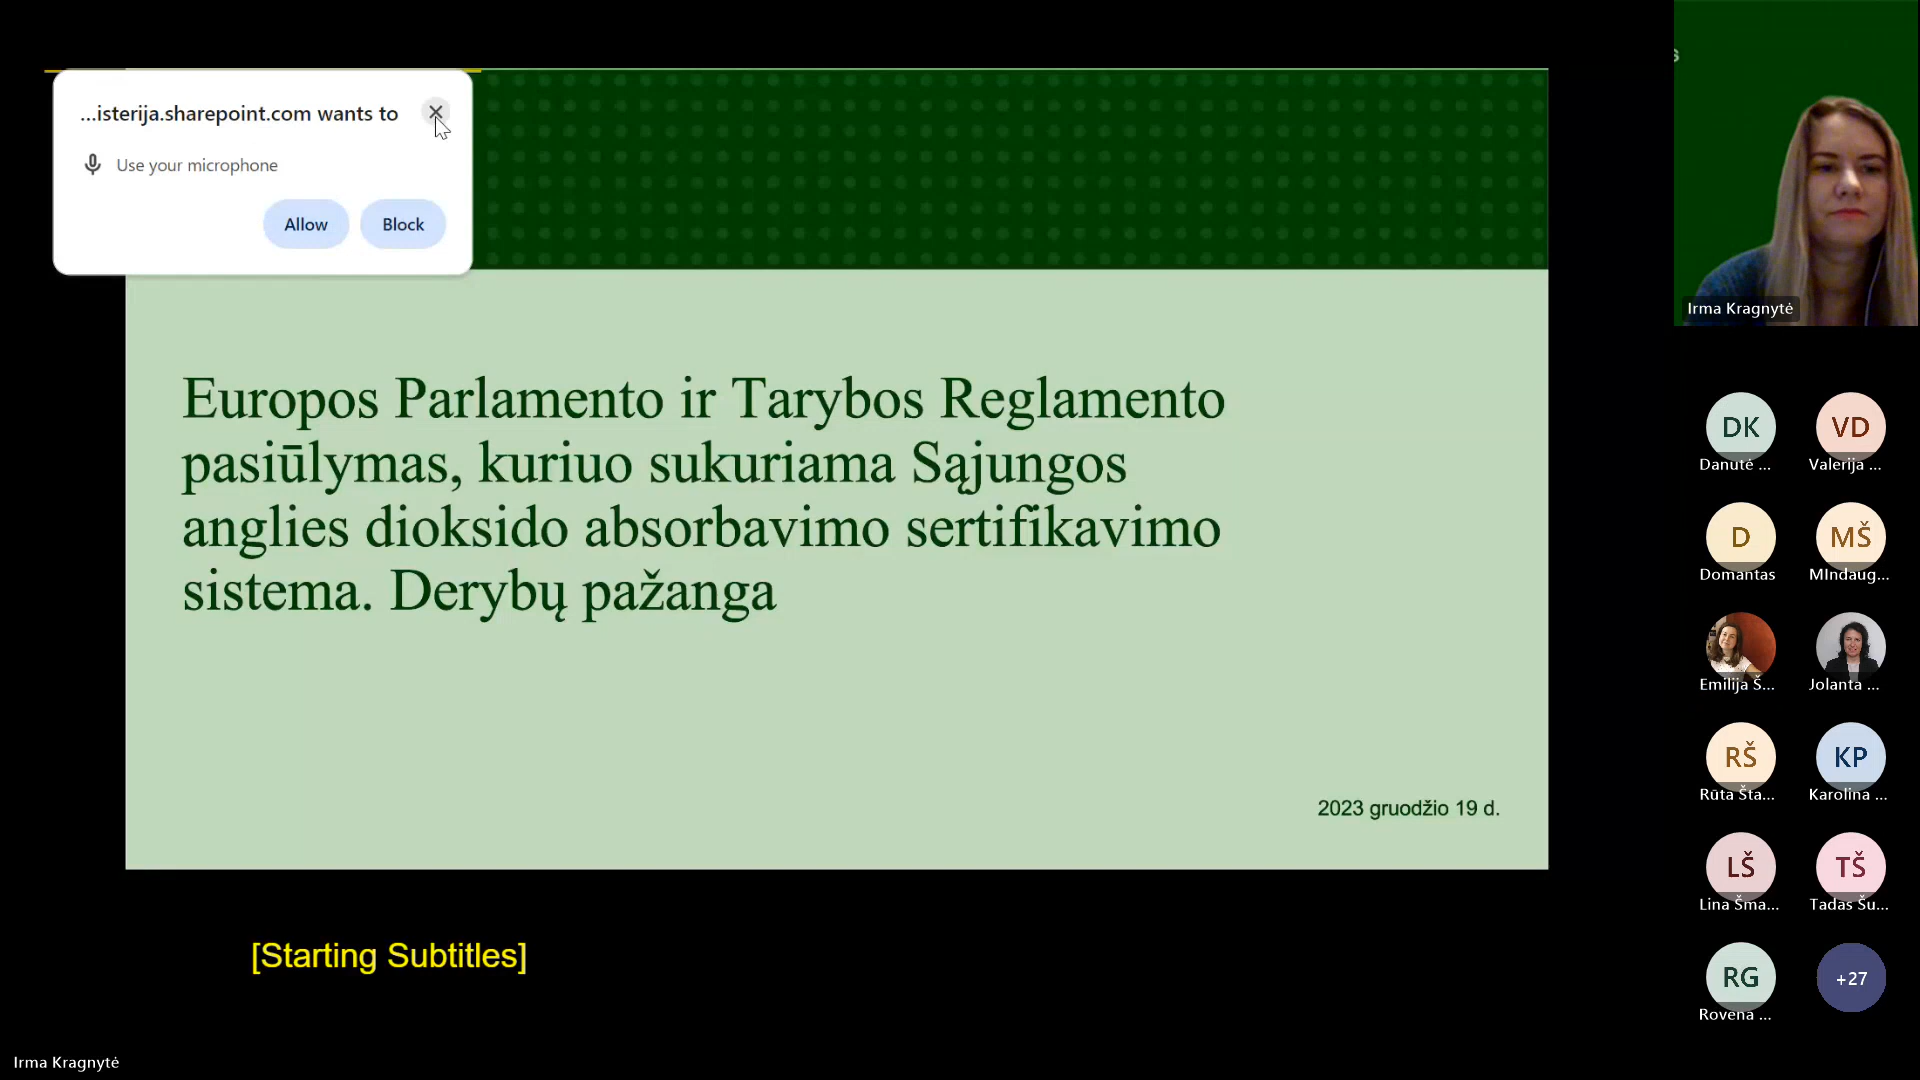 ...isterija.sharepoint.com wants to
Use your microphone
Allow
Block
Europos Parlamento ir Tarybos Reglamento
pasiūlymas, kuriuo sukuriama Sąjungos
anglies dioksido absorbavimo sertifikavimo
sistema. Derybų pažanga
2023 gruodžio 19 d.
[Starting Subtitles]
Irma Kragnytė
s
Irma Kragnytė
DK
VD
Danutė ...
Valerija ...
D
MŠ
Domantas
MIndaug...
Emilija Š...
Jolanta ...
RŠ
KP
Rūta Šta...
Karolina ...
LŠ
TŠ
Lina Šma...
Tadas Šu...
RG
+27
Rovena ...